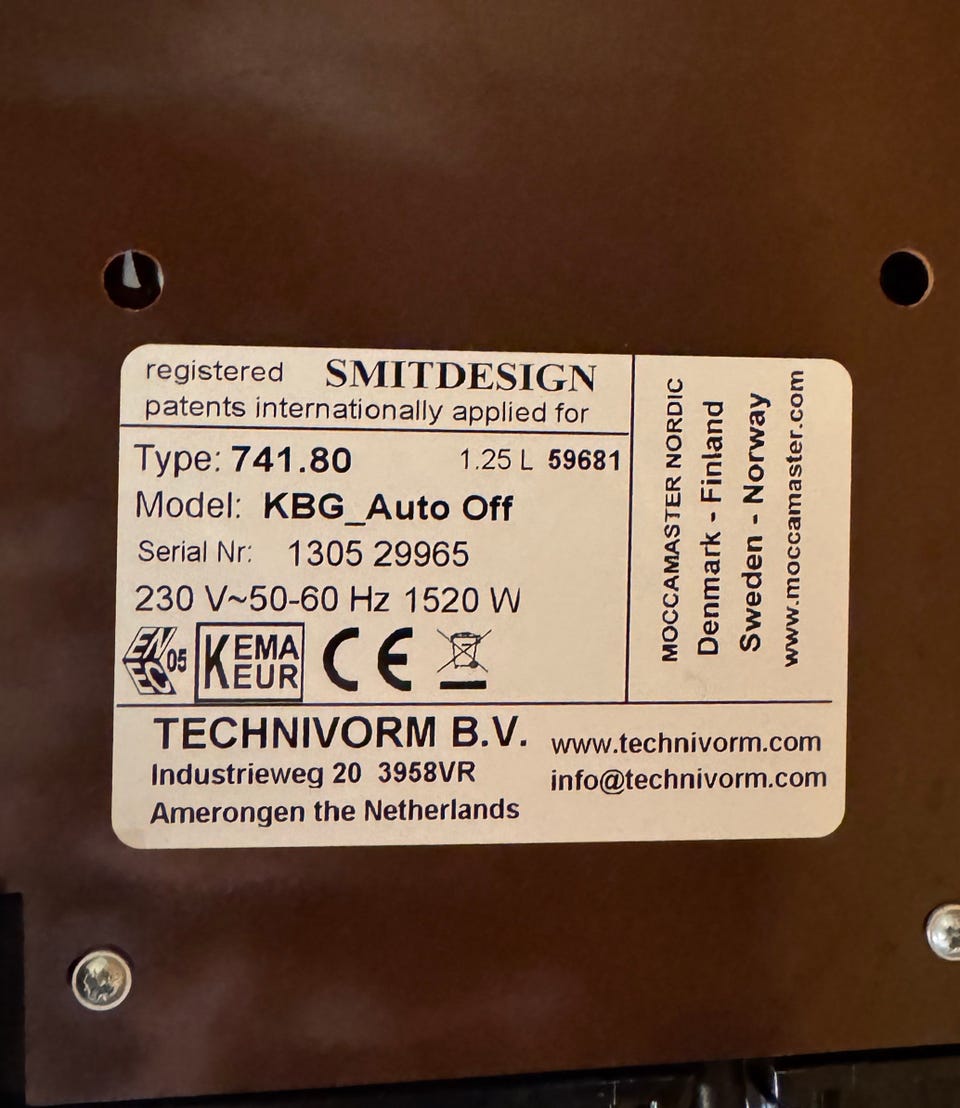 registered SMITDESIGN
patents internationally applied for
Type: 741.80 1.25 L 59681
Model: KBG_Auto Off
Serial Nr: 1305 29965
230 V~50-60 Hz 1520 W
ENEC 05 KEMA EUR CE
MOCCAMASTER NORDIC
Denmark - Finland
Sweden - Norway
www.moccamaster.com
TECHNIVORM B.V.
Industrieweg 20 3958VR
Amerongen the Netherlands
www.technivorm.com
info@technivorm.com